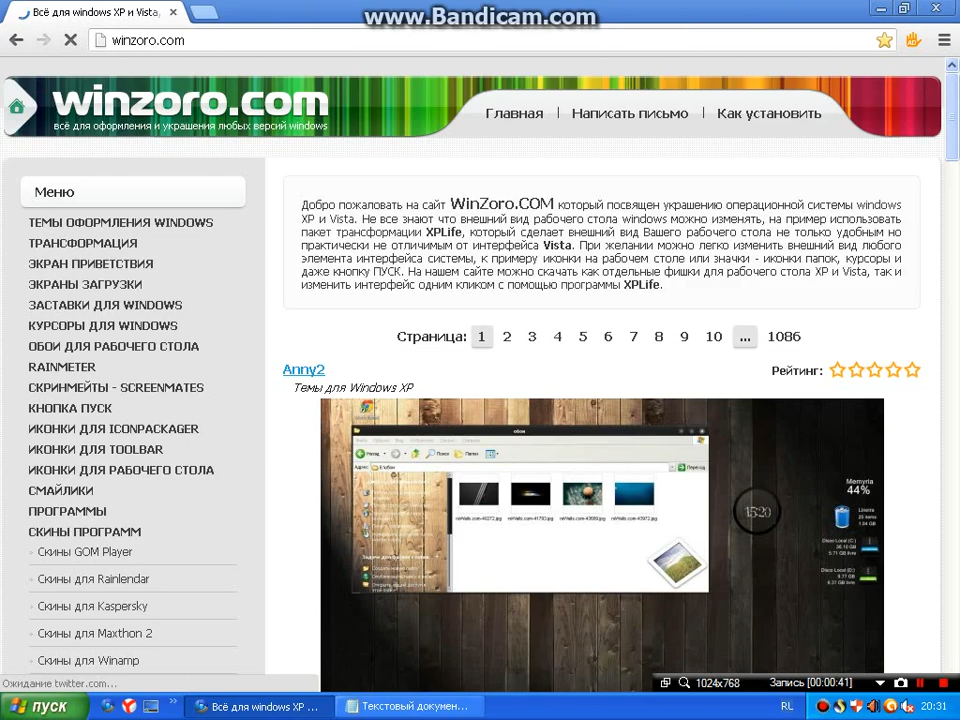 Всё для windows XP и Vista,
www.Bandicam.com
winzoro.com
winzoro.com
всё для оформления и украшения любых версий windows
Главная | Написать письмо | Как установить
Меню
ТЕМЫ ОФОРМЛЕНИЯ WINDOWS
ТРАНСФОРМАЦИЯ
ЭКРАН ПРИВЕТСТВИЯ
ЭКРАНЫ ЗАГРУЗКИ
ЗАСТАВКИ ДЛЯ WINDOWS
КУРСОРЫ ДЛЯ WINDOWS
ОБОИ ДЛЯ РАБОЧЕГО СТОЛА
RAINMETER
СКРИНМЕЙТЫ - SCREENMATES
КНОПКА ПУСК
ИКОНКИ ДЛЯ ICONPACKAGER
ИКОНКИ ДЛЯ TOOLBAR
ИКОНКИ ДЛЯ РАБОЧЕГО СТОЛА
СМАЙЛИКИ
ПРОГРАММЫ
СКИНЫ ПРОГРАММ
Скины GOM Player
Скины для Rainlendar
Скины для Kaspersky
Скины для Maxthon 2
Скины для Winamp
Добро пожаловать на сайт WinZoro.COM который посвящен украшению операционной системы windows
XP и Vista. Не все знают что внешний вид рабочего стола windows можно изменять, на пример использовать
пакет трансформации XPLife, который сделает внешний вид Вашего рабочего стола не только удобным но
практически не отличимым от интерфейса Vista. При желании можно легко изменить внешний вид любого
элемента интерфейса системы, к примеру иконки на рабочем столе или значки - иконки папок, курсоры и
даже кнопку ПУСК. На нашем сайте можно скачать как отдельные фишки для рабочего стола XP и Vista, так и
изменить интерфейс одним кликом с помощью программы XPLife.
Страница: 1 2 3 4 5 6 7 8 9 10 ... 1086
Anny2
Рейтинг:
Темы для Windows XP
обои
Поиск
Папки
Переход
15:20
Memyria
44%
Ожидание twitter.com...
1024x768
Запись [00:00:41]
пуск
Всё для windows XP ...
Текстовый докумен...
RL
20:31